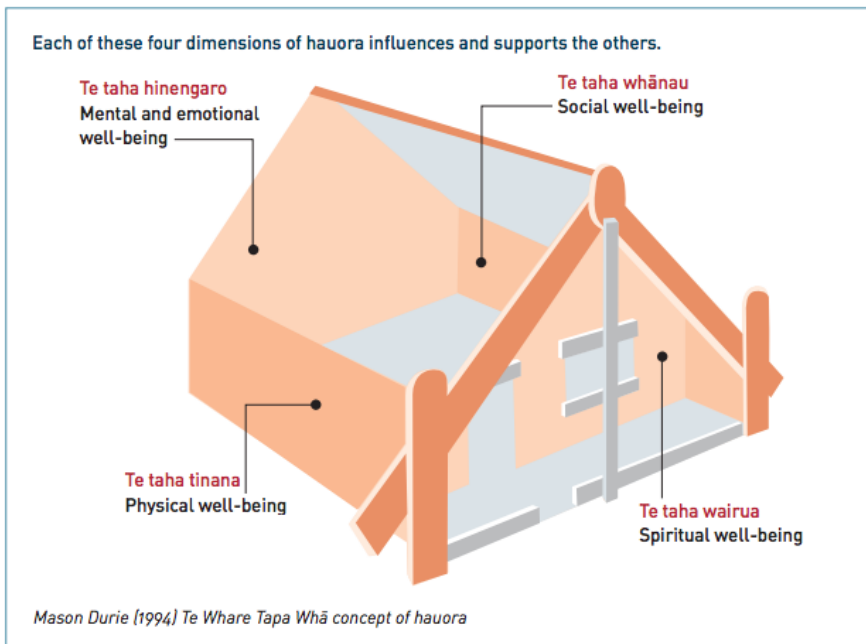 Each of these four dimensions of hauora influences and supports the others.
Te taha hinengaro
Mental and emotional
well-being
Te taha whānau
Social well-being
Te taha tinana
Physical well-being
Te taha wairua
Spiritual well-being
Mason Durie (1994) Te Whare Tapa Whā concept of hauora